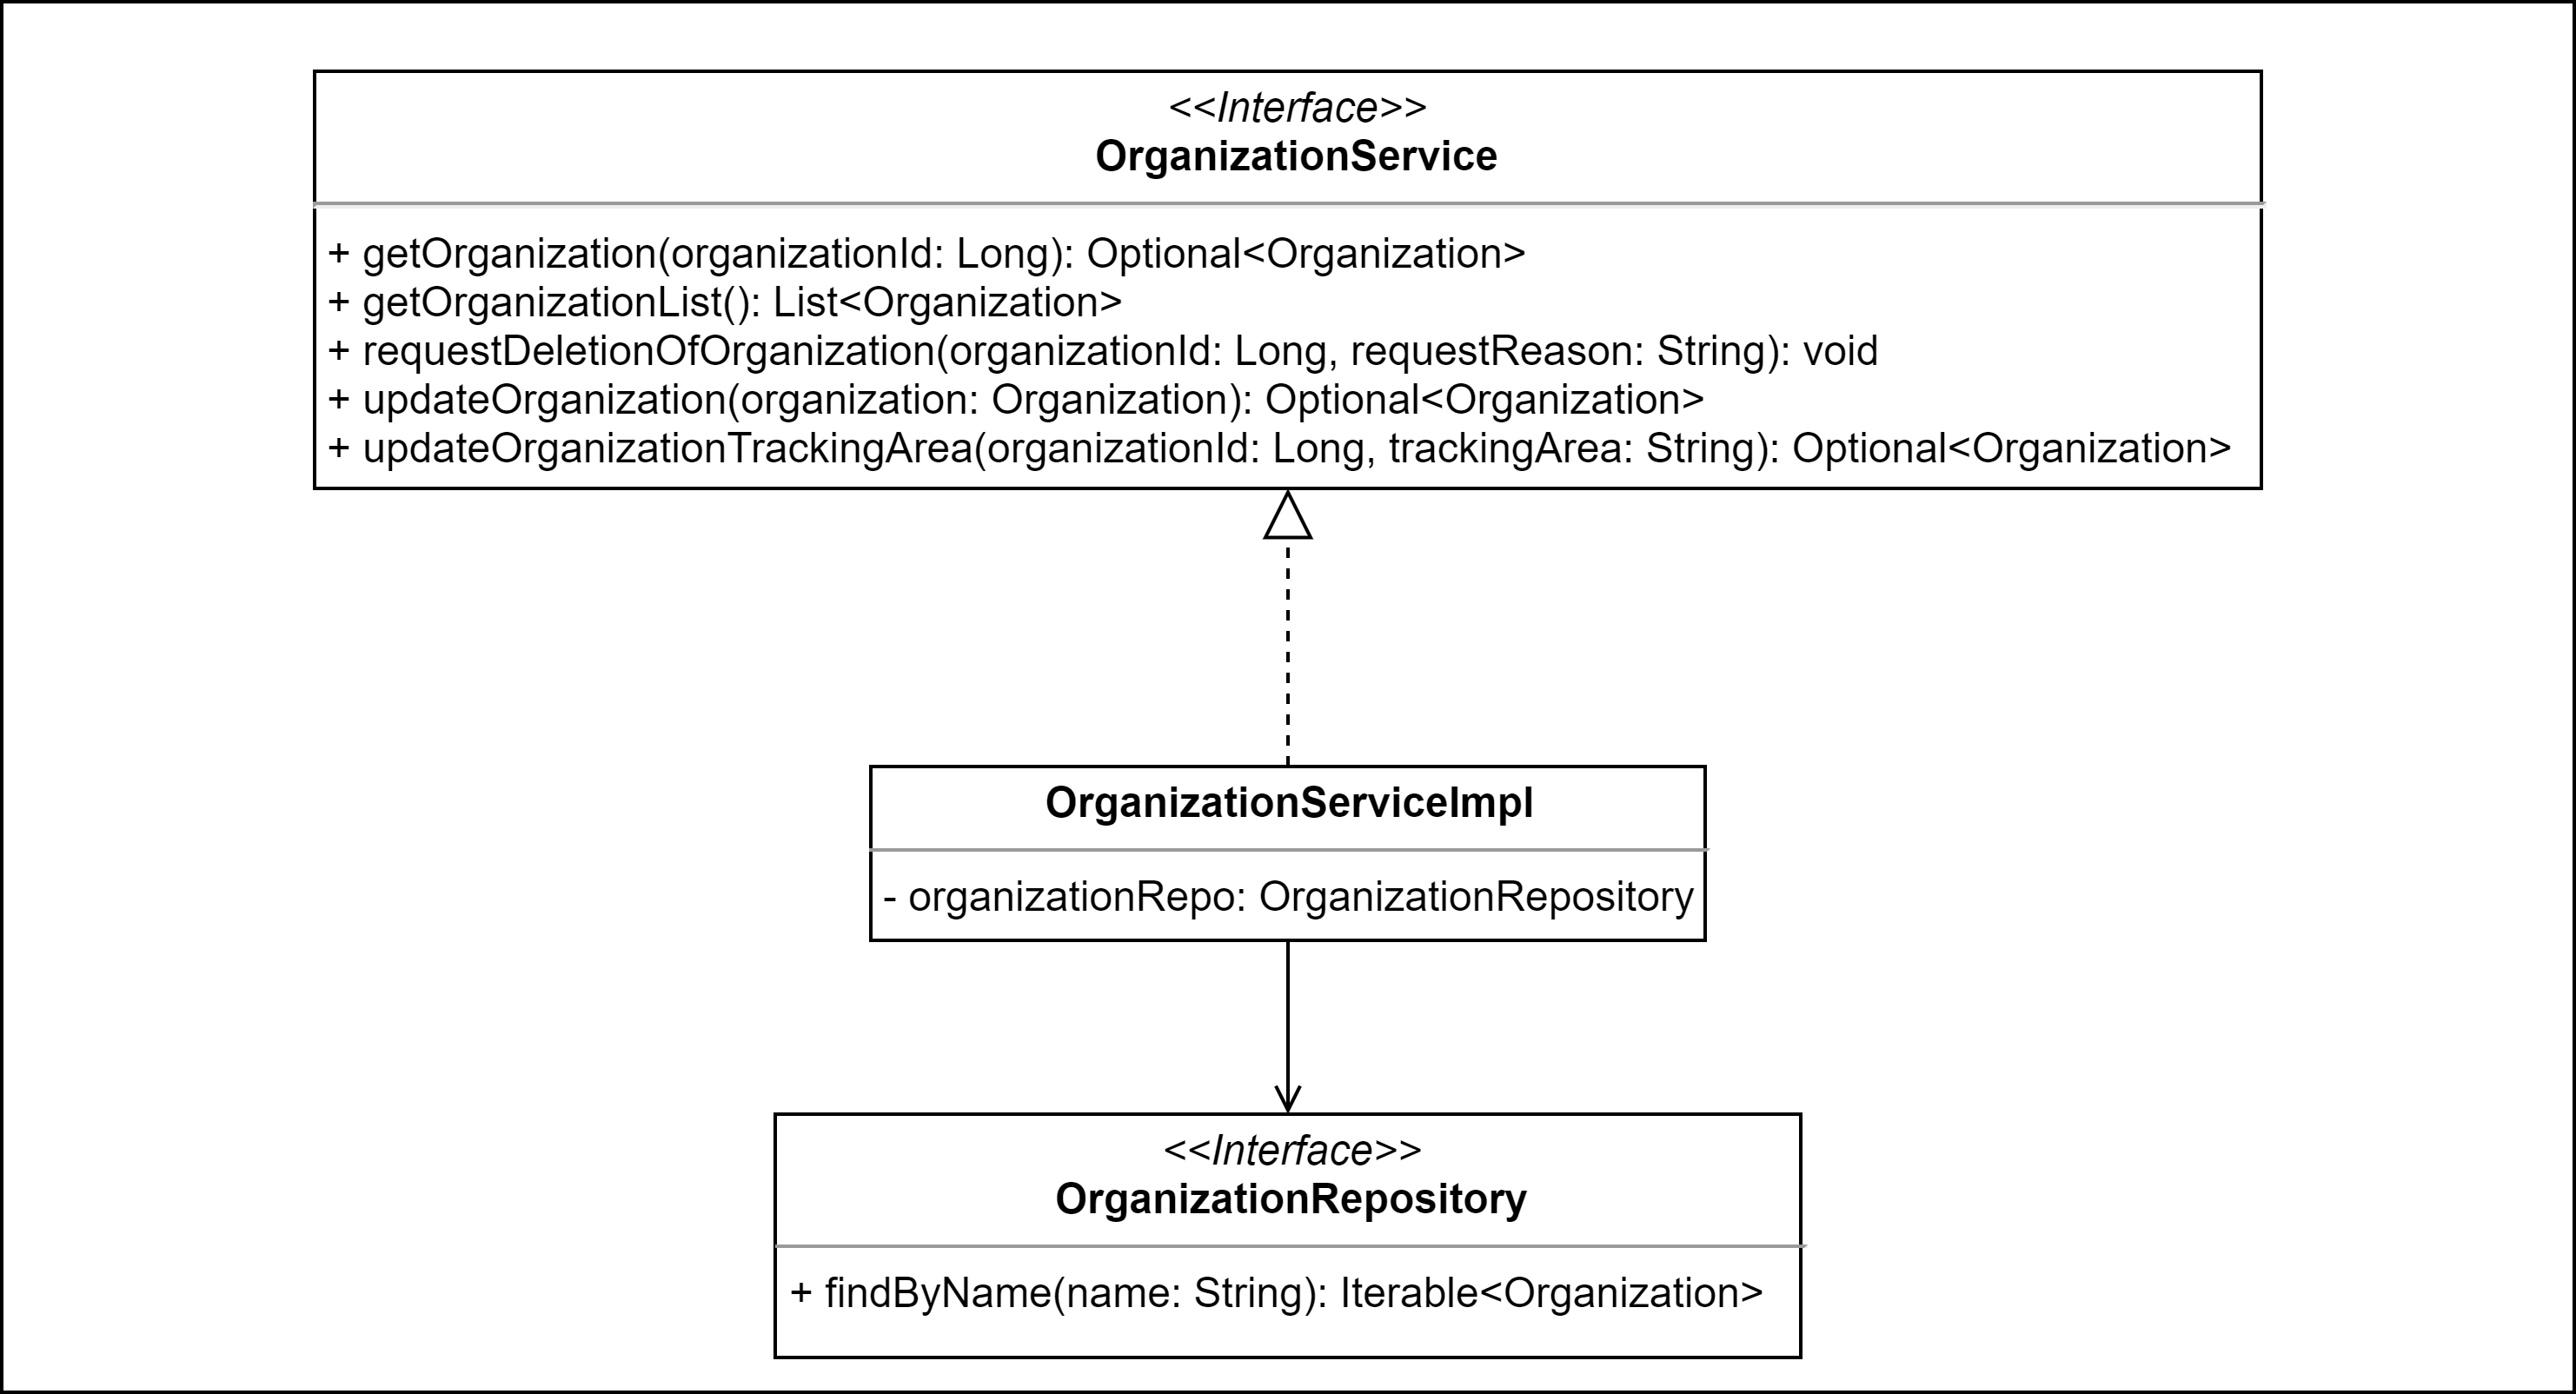 <<Interface>>
OrganizationService
+ getOrganization(organizationId: Long): Optional<Organization>
+ getOrganizationList(): List<Organization>
+ requestDeletionOfOrganization(organizationId: Long, requestReason: String): void
+ updateOrganization(organization: Organization): Optional<Organization>
+ updateOrganizationTrackingArea(organizationId: Long, trackingArea: String): Optional<Organization>
OrganizationServiceImpl
- organizationRepo: OrganizationRepository
<<Interface>>
OrganizationRepository
+ findByName(name: String): Iterable<Organization>